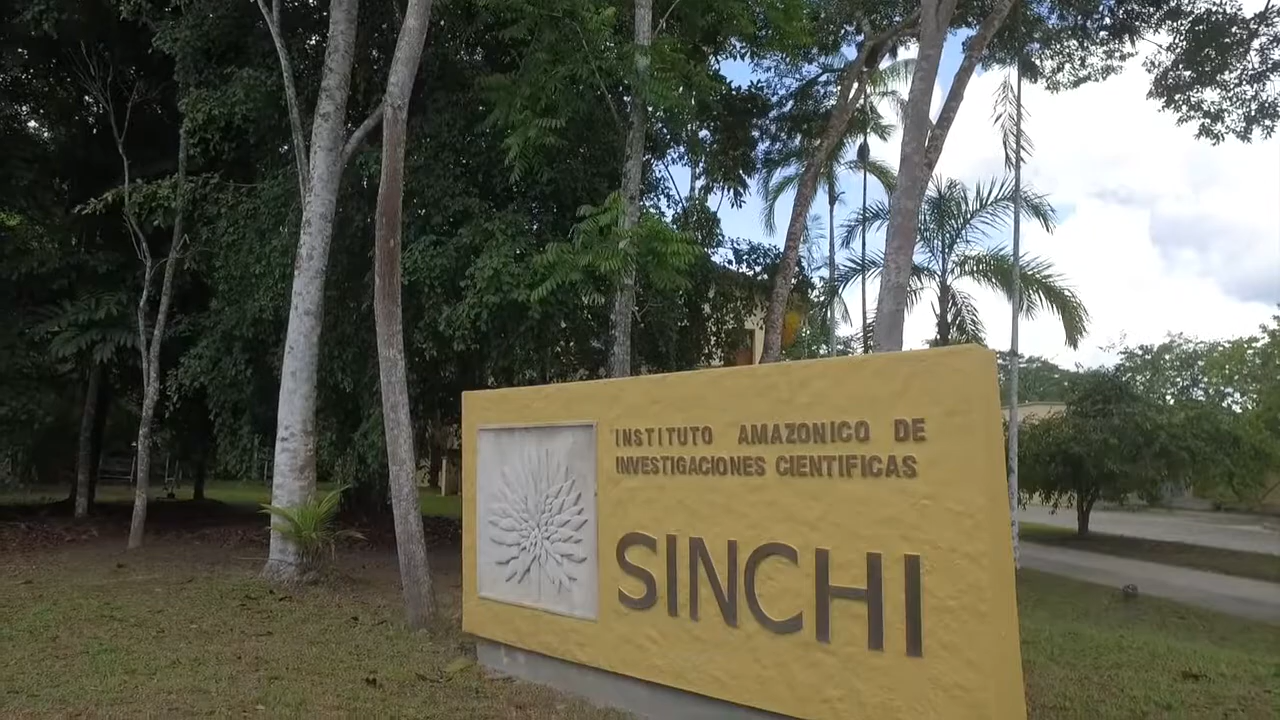 INSTITUTO AMAZONICO DE
INVESTIGACIONES CIENTIFICAS
SINCHI